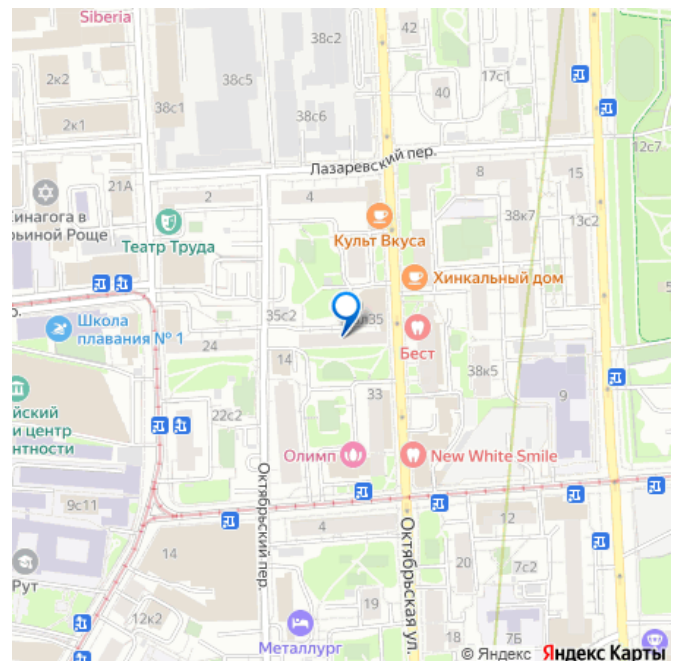 Siberia
38с2
42
2к2
38с5
17с1
40
38с1
38с6
2к1
12с7
Лазаревский пер.
8
15
21А
2
4
38к7
инагога в
рьиной Роще
13с2
Театр Труда
Культ Вкуса
Хинкальный дом
35с2
35
Школа
плавания № 1
Бест
24
14
38к5
33
9
йский
и центр
нтности
22с2
Олимп
New White Smile
Октябрьский пер.
9с11
4
12
14
Октябрьская ул.
20
7с2
Рут
19
12к2
18
7Б
Металлург
© Яндекс Яндекс Карты